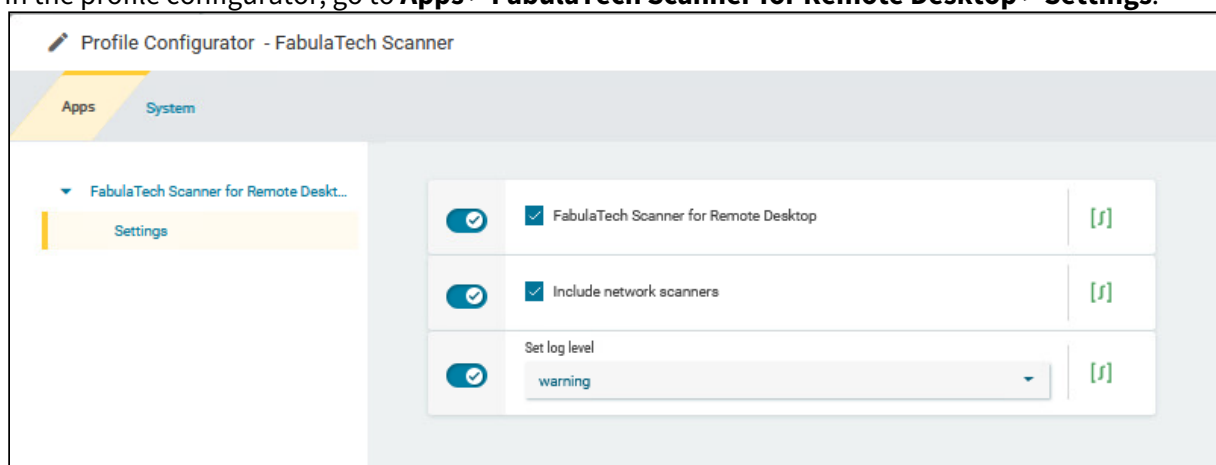 in the profile configurator, go to Apps > FabulaTech Scanner for Remote Desktop > Settings.
Profile Configurator - FabulaTech Scanner
Apps
System
FabulaTech Scanner for Remote Deskt...
Settings
FabulaTech Scanner for Remote Desktop
[ʃ]
Include network scanners
[ʃ]
Set log level
warning
[ʃ]